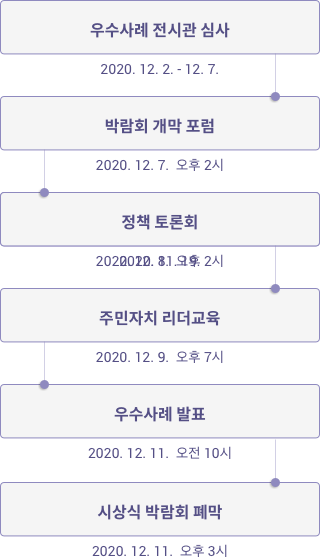 우수사례 전시관 심사
2020. 12. 2. - 12. 7.
박람회 개막 포럼
2020. 12. 7. 오후 2시
정책 토론회
오후 2시
주민자치 리더교육
2020. 12. 9. 오후 7시
우수사례 발표
2020. 12. 11. 오전 10시
시상식 박람회 폐막
2020. 12. 11. 오후 3시